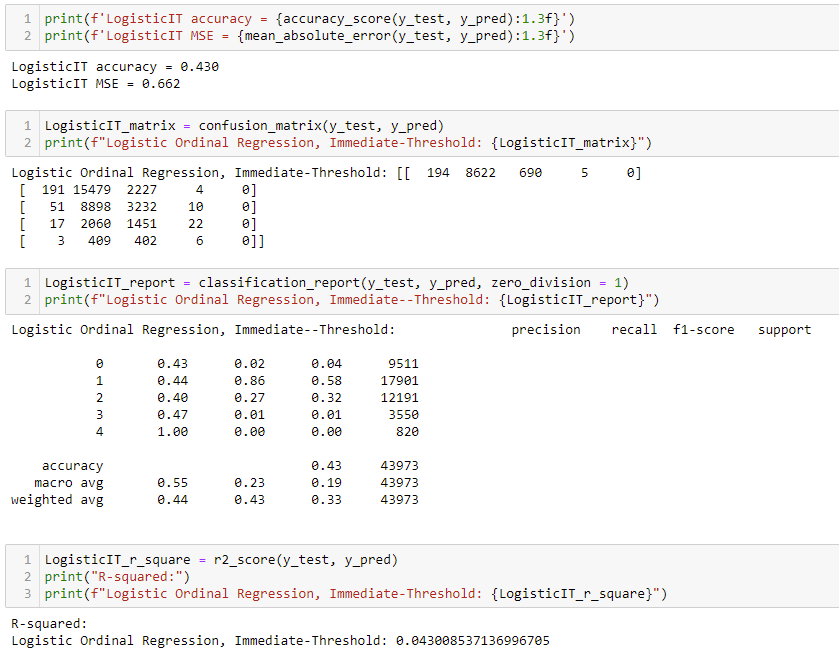 1 print(f'LogisticIT accuracy = {accuracy_score(y_test, y_pred):1.3f}')
2 print(f'LogisticIT MSE = {mean_absolute_error(y_test, y_pred):1.3f}')
LogisticIT accuracy = 0.430
LogisticIT MSE = 0.662
1 LogisticIT_matrix = confusion_matrix(y_test, y_pred)
2 print(f"Logistic Ordinal Regression, Immediate-Threshold: {LogisticIT_matrix}")
Logistic Ordinal Regression, Immediate-Threshold: [[  194  8622   690     5     0]
 [  191 15479  2227     4     0]
 [   51  8898  3232    10     0]
 [   17  2060  1451    22     0]
 [    3   409   402     6     0]]
1 LogisticIT_report = classification_report(y_test, y_pred, zero_division = 1)
2 print(f"Logistic Ordinal Regression, Immediate--Threshold: {LogisticIT_report}")
Logistic Ordinal Regression, Immediate--Threshold:               precision    recall  f1-score   support
           0       0.43      0.02      0.04      9511
           1       0.44      0.86      0.58     17901
           2       0.40      0.27      0.32     12191
           3       0.47      0.01      0.01      3550
           4       1.00      0.00      0.00       820
    accuracy                           0.43     43973
   macro avg       0.55      0.23      0.19     43973
weighted avg       0.44      0.43      0.33     43973
1 LogisticIT_r_square = r2_score(y_test, y_pred)
2 print("R-squared:")
3 print(f"Logistic Ordinal Regression, Immediate-Threshold: {LogisticIT_r_square}")
R-squared:
Logistic Ordinal Regression, Immediate-Threshold: 0.043008537136996705